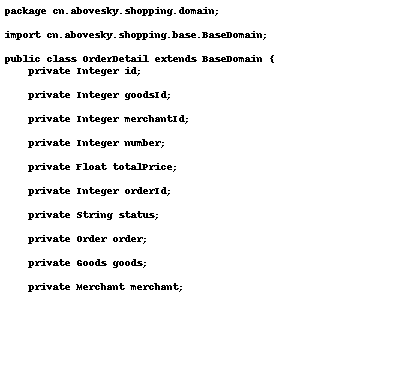 package cn.abovesky.shopping.domain;
import cn.abovesky.shopping.base.BaseDomain;
public class OrderDetail extends BaseDomain {
private Integer id;
private Integer goodsId;
private Integer merchantId;
private Integer number;
private Float totalPrice;
private Integer orderId;
private String status;
private Order order;
private Goods goods;
private Merchant merchant;